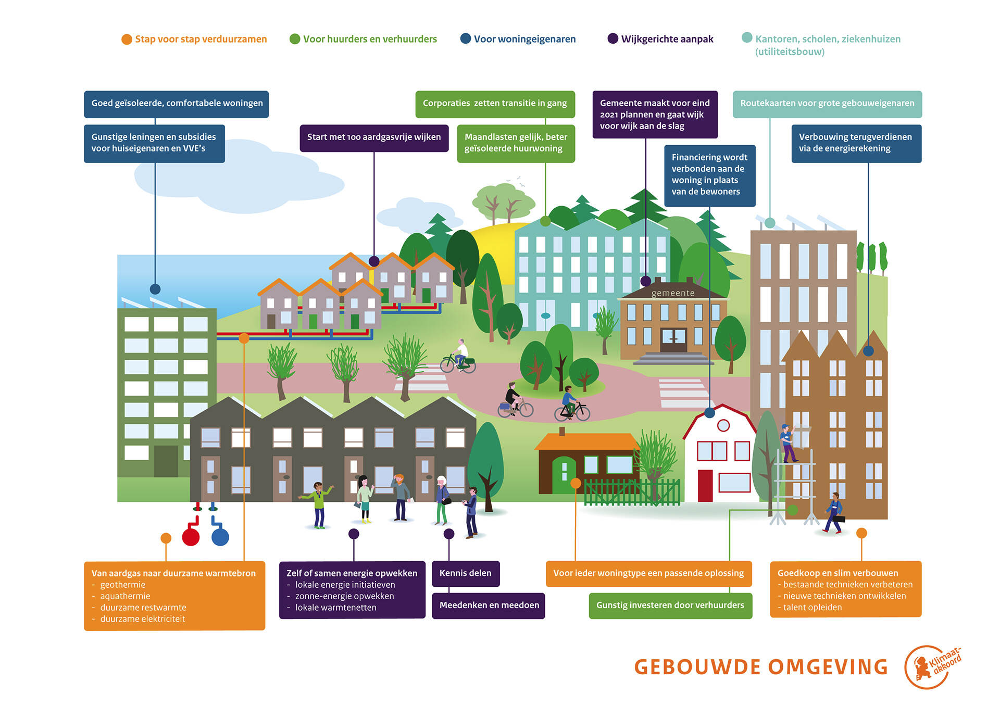 Stap voor stap verduurzamen
Voor huurders en verhuurders
Voor woningeigenaren
Wijkgerichte aanpak
Kantoren, scholen, ziekenhuizen
(utiliteitsbouw)
Goed geïsoleerde, comfortabele woningen
Gunstige leningen en subsidies
voor huiseigenaren en VVE's
Start met 100 aardgasvrije wijken
Corporaties zetten transitie in gang
Maandlasten gelijk, beter
geïsoleerde huurwoning
Gemeente maakt voor eind
2021 plannen en gaat wijk
voor wijk aan de slag
Financiering wordt
verbonden aan de
woning in plaats
van de bewoners
Routekaarten voor grote gebouweigenaren
Verbouwing terugverdienen
via de energierekening
gemeente
Van aardgas naar duurzame warmtebron
- geothermie
- aquathermie
- duurzame restwarmte
- duurzame elektriciteit
Zelf of samen energie opwekken
- lokale energie initiatieven
- zonne-energie opwekken
- lokale warmtenetten
Kennis delen
Meedenken en meedoen
Voor ieder woningtype een passende oplossing
Gunstig investeren door verhuurders
Goedkoop en slim verbouwen
- bestaande technieken verbeteren
- nieuwe technieken ontwikkelen
- talent opleiden
GEBOUWDE OMGEVING
Klimaat-
akkoord